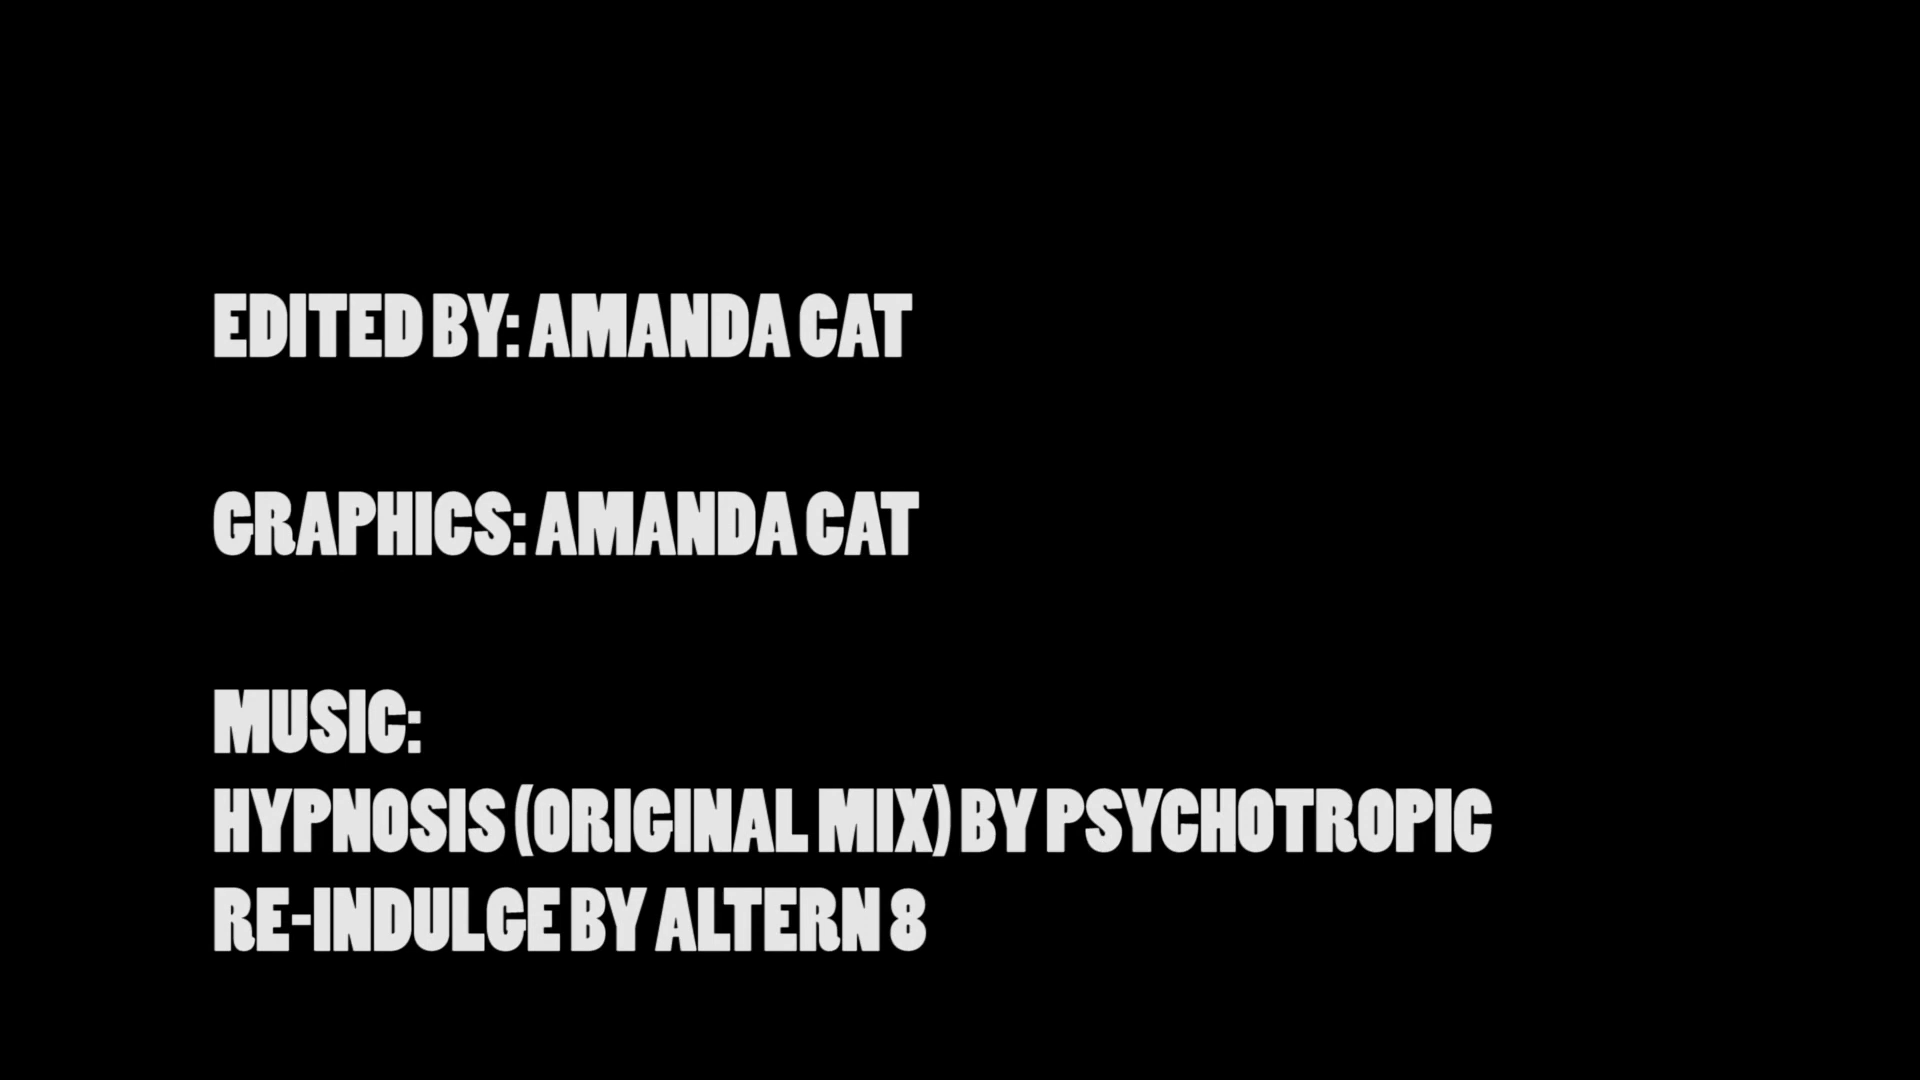 EDITED BY: AMANDA CAT
GRAPHICS: AMANDA CAT
MUSIC:
HYPNOSIS (ORIGINAL MIX) BY PSYCHOTROPIC
RE-INDULGE BY ALTERN 8